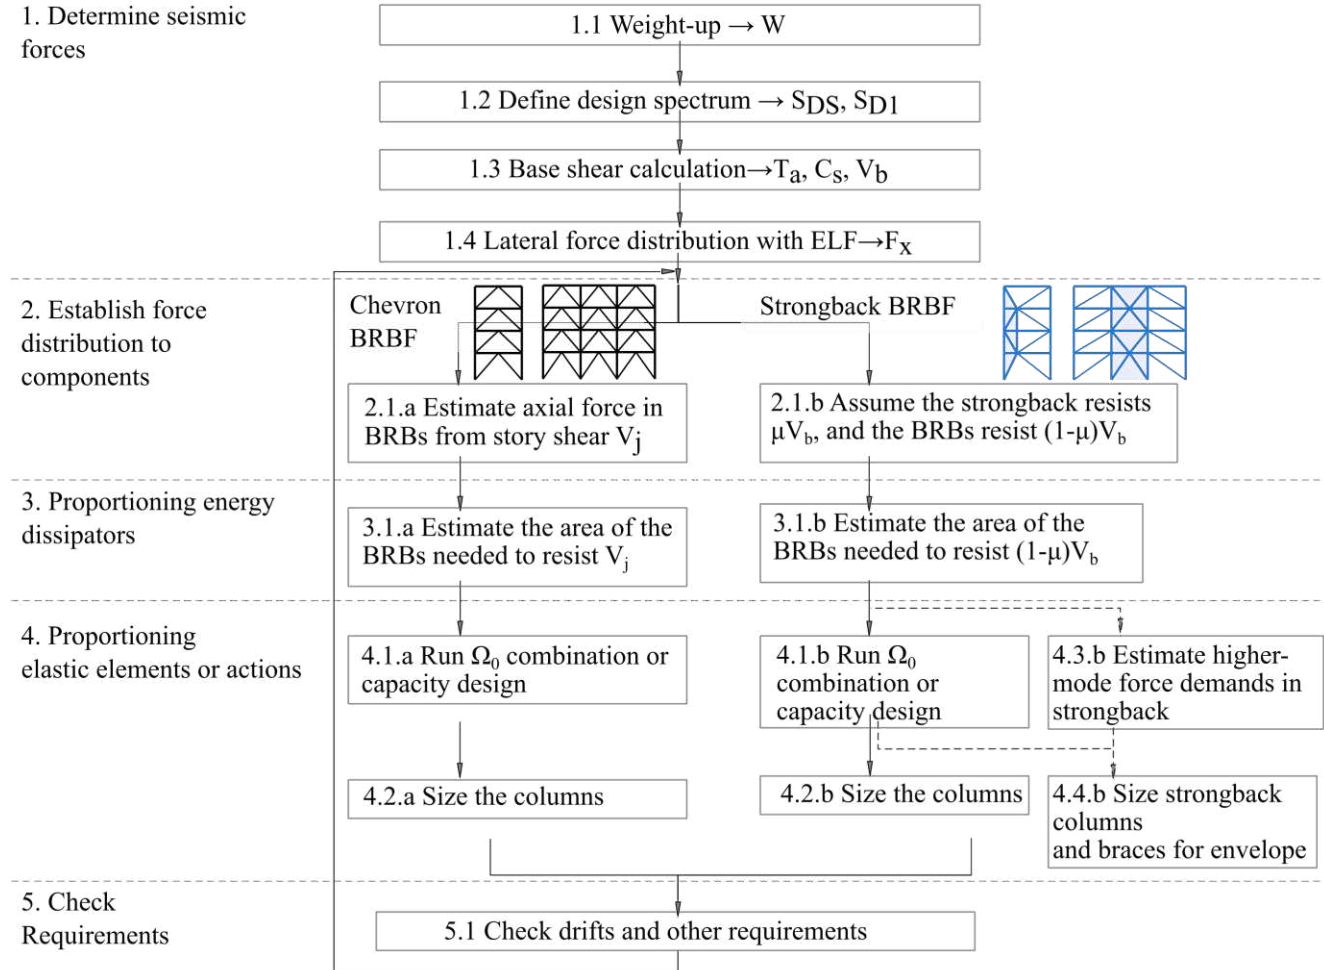 1. Determine seismic
forces
1.1 Weight-up → W
1.2 Define design spectrum → SDS, SD1
1.3 Base shear calculation→Ta, Cs, Vb
1.4 Lateral force distribution with ELF→Fx
2. Establish force
distribution to
components
Chevron
BRBF
Strongback BRBF
2.1.a Estimate axial force in
BRBs from story shear Vj
2.1.b Assume the strongback resists
μVb, and the BRBs resist (1-μ)Vb
3. Proportioning energy
dissipators
3.1.a Estimate the area of the
BRBs needed to resist Vj
3.1.b Estimate the area of the
BRBs needed to resist (1-μ)Vb
4. Proportioning
elastic elements or actions
4.1.a Run Ω0 combination or
capacity design
4.1.b Run Ω0
combination or
capacity design
4.3.b Estimate higher-
mode force demands in
strongback
4.2.a Size the columns
4.2.b Size the columns
4.4.b Size strongback
columns
and braces for envelope
5. Check
Requirements
5.1 Check drifts and other requirements